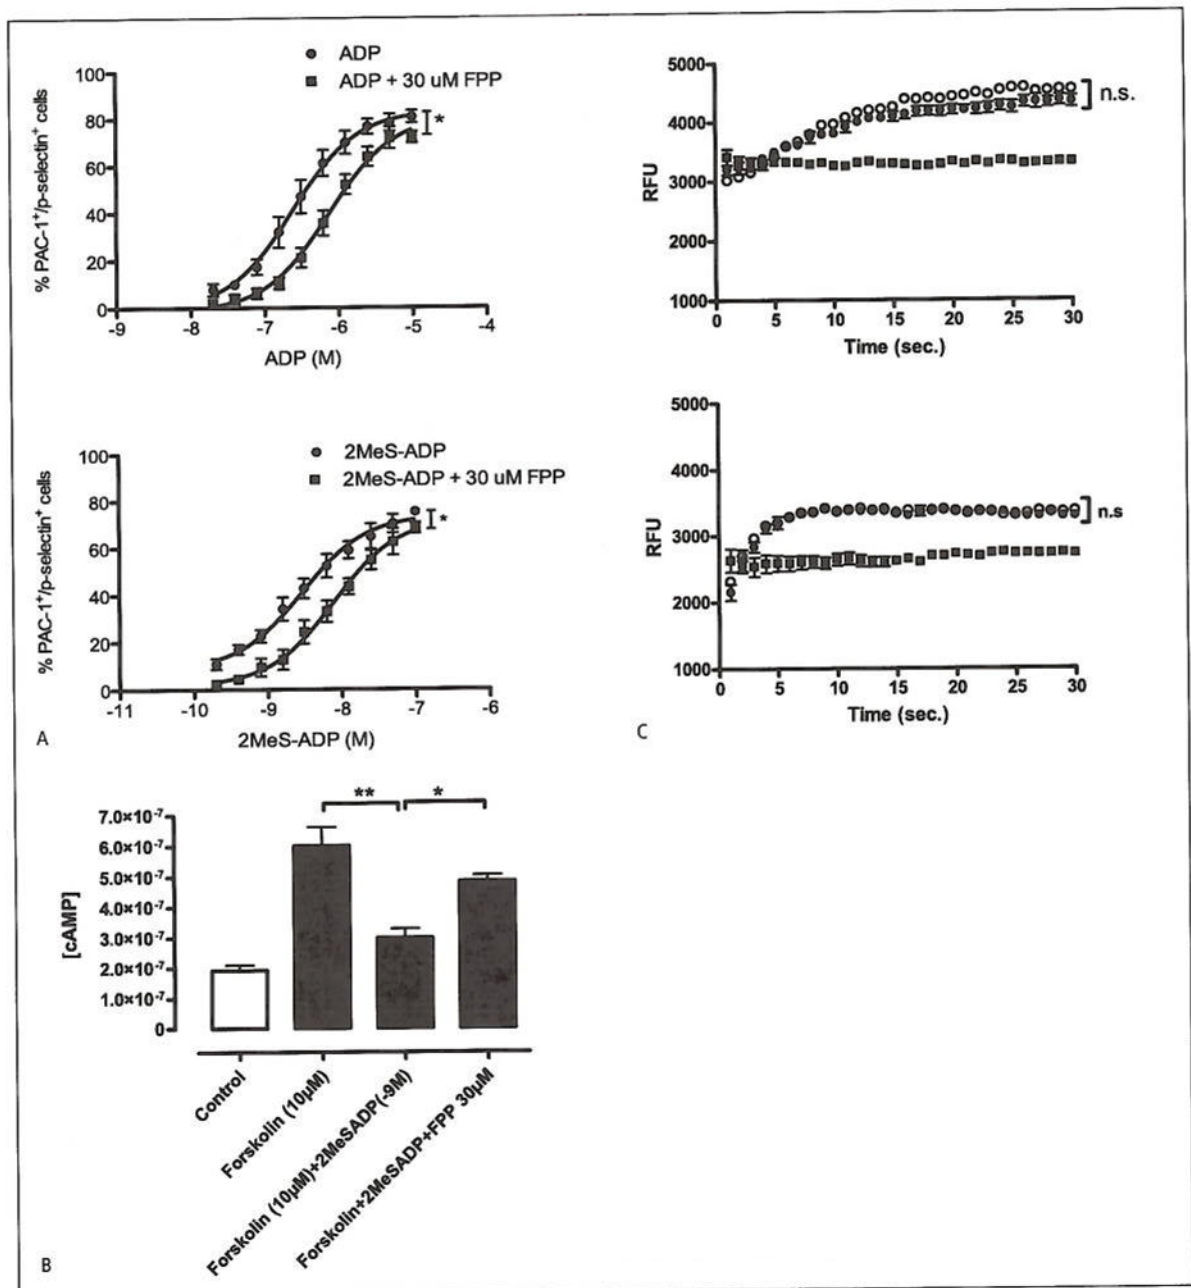 ADP
ADP + 30 uM FPP
% PAC-1⁺/p-selectin⁺ cells
100
80
60
40
20
0
*
-9
-8
-7
-6
-5
-4
ADP (M)
2MeS-ADP
2MeS-ADP + 30 uM FPP
% PAC-1⁺/p-selectin⁺ cells
100
80
60
40
20
0
*
-11
-10
-9
-8
-7
-6
2MeS-ADP (M)
A
[cAMP]
7.0×10⁻⁷
6.0×10⁻⁷
5.0×10⁻⁷
4.0×10⁻⁷
3.0×10⁻⁷
2.0×10⁻⁷
1.0×10⁻⁷
0
**
*
Control
Forskolin (10µM)
Forskolin (10µM)+2MeSADP(-9M)
Forskolin+2MeSADP+FPP 30µM
B
RFU
5000
4000
3000
2000
1000
n.s.
0
5
10
15
20
25
30
Time (sec.)
RFU
5000
4000
3000
2000
1000
n.s
0
5
10
15
20
25
30
Time (sec.)
C